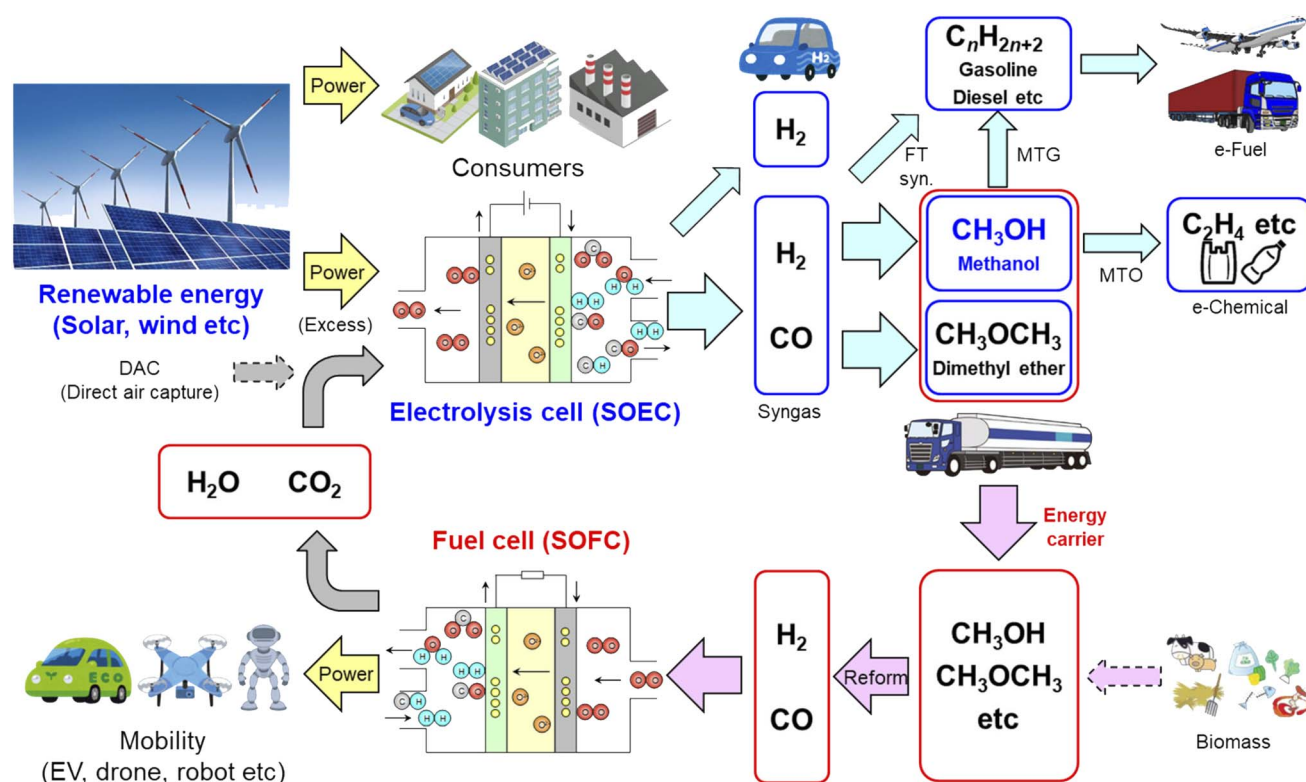 Power
Consumers
H2
H₂
CₙH₂ₙ₊₂
Gasoline
Diesel etc
e-Fuel
FT
syn.
MTG
Renewable energy
(Solar, wind etc)
Power
(Excess)
DAC
(Direct air capture)
Electrolysis cell (SOEC)
H₂
CO
Syngas
CH₃OH
Methanol
CH₃OCH₃
Dimethyl ether
MTO
C₂H₄ etc
e-Chemical
H₂O CO₂
Energy
carrier
Fuel cell (SOFC)
ECO
Power
Mobility
(EV, drone, robot etc)
H₂
CO
Reform
CH₃OH
CH₃OCH₃
etc
Biomass